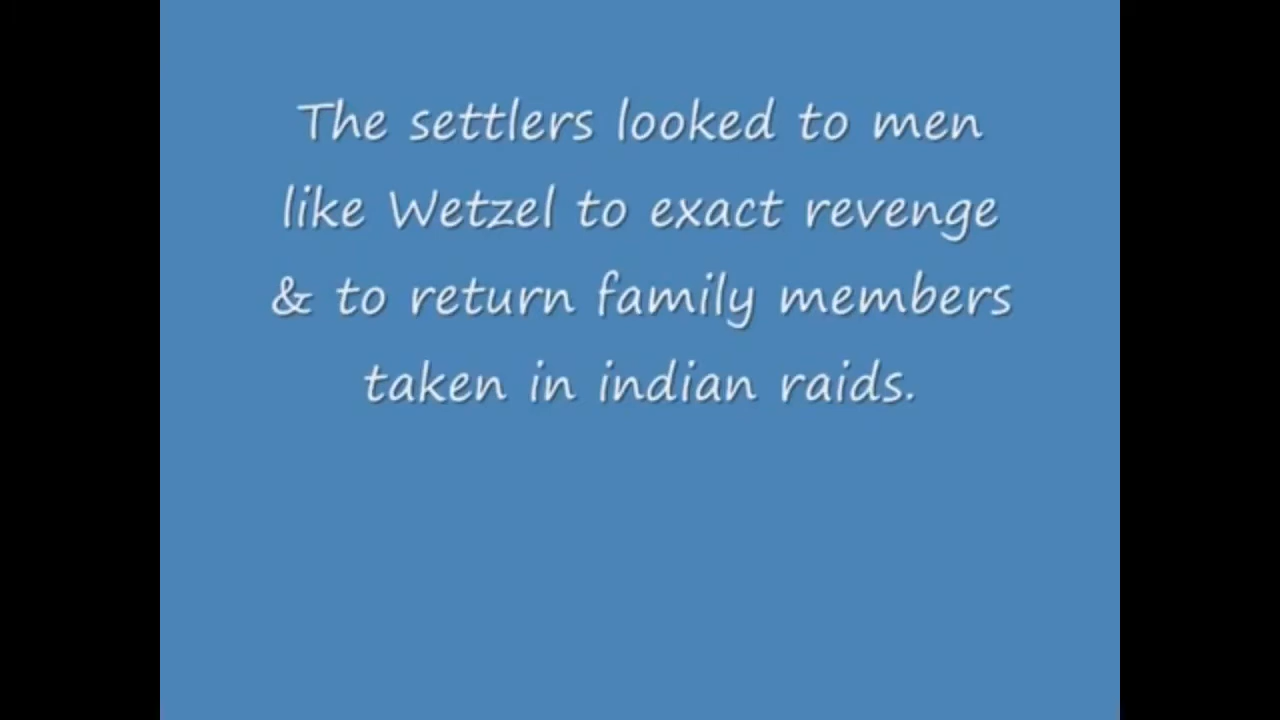 The settlers looked to men
like Wetzel to exact revenge
& to return family members
taken in indian raids.